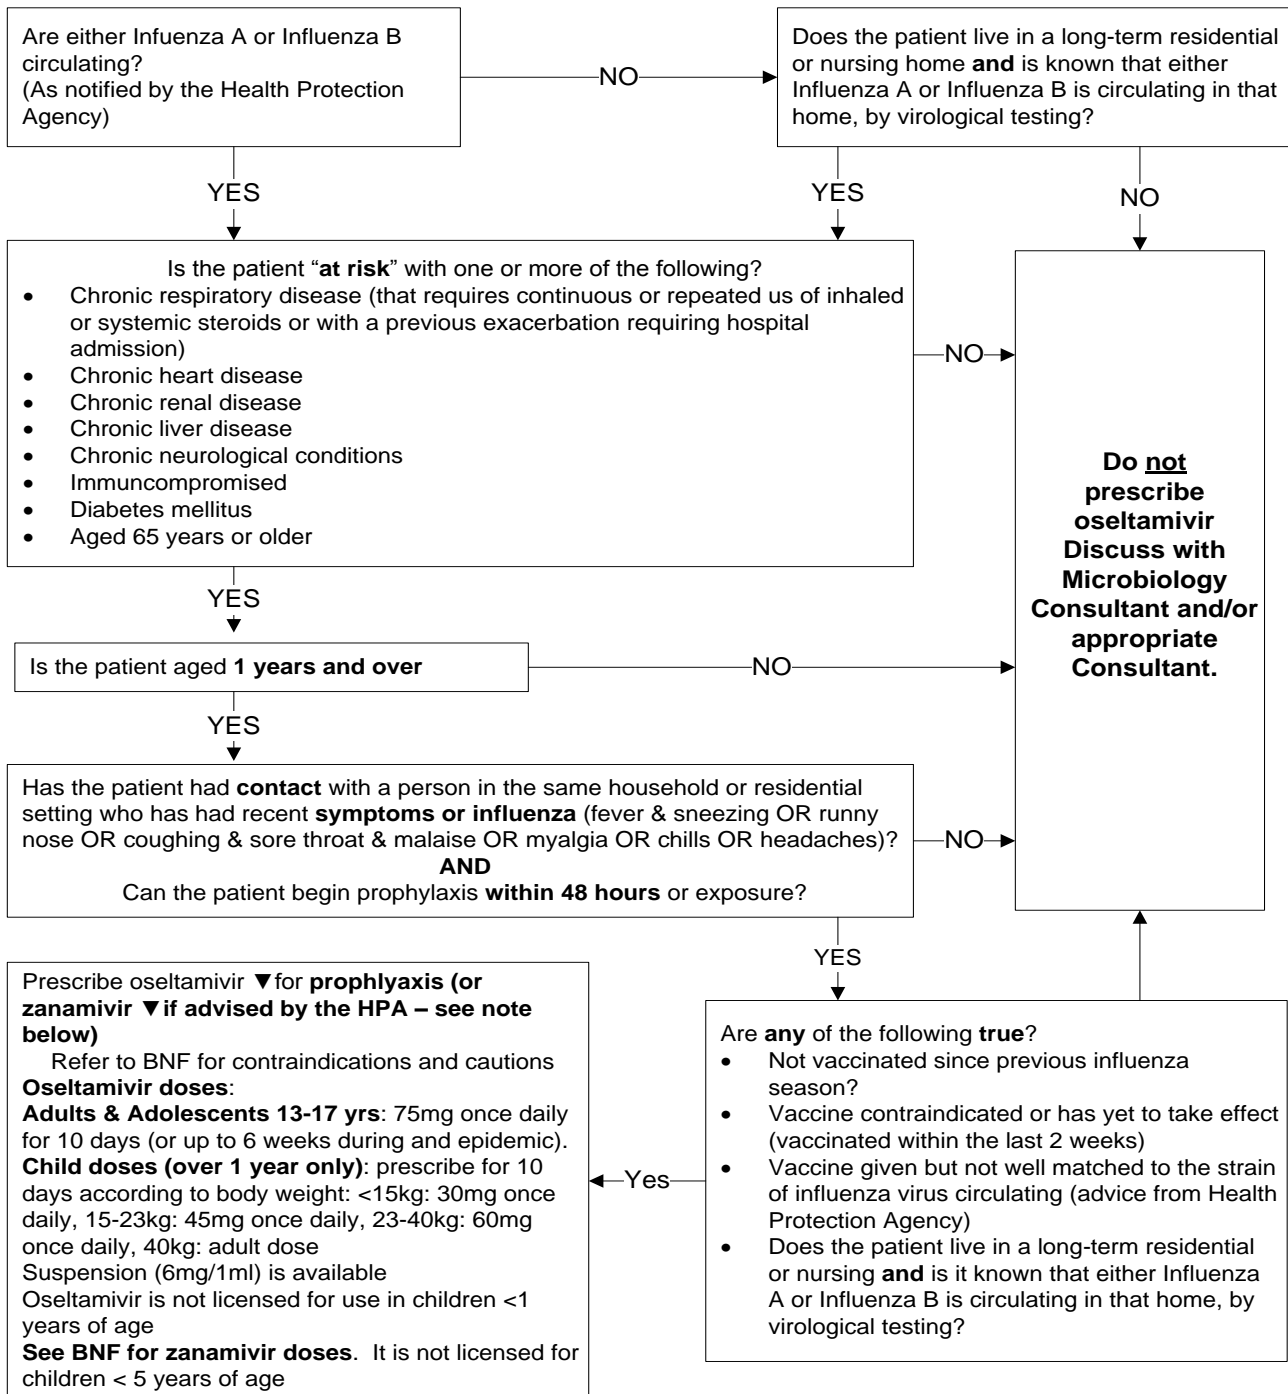 Are either Infuenza A or Influenza B
circulating?
(As notified by the Health Protection
Agency)
NO
Does the patient live in a long-term residential
or nursing home and is known that either
Influenza A or Influenza B is circulating in that
home, by virological testing?
YES
YES
NO
Is the patient “at risk” with one or more of the following?
• Chronic respiratory disease (that requires continuous or repeated us of inhaled
or systemic steroids or with a previous exacerbation requiring hospital
admission)
• Chronic heart disease
• Chronic renal disease
• Chronic liver disease
• Chronic neurological conditions
• Immuncompromised
• Diabetes mellitus
• Aged 65 years or older
NO
Do not
prescribe
oseltamivir
Discuss with
Microbiology
Consultant and/or
appropriate
Consultant.
YES
Is the patient aged 1 years and over
NO
YES
Has the patient had contact with a person in the same household or residential
setting who has had recent symptoms or influenza (fever & sneezing OR runny
nose OR coughing & sore throat & malaise OR myalgia OR chills OR headaches)?
AND
Can the patient begin prophylaxis within 48 hours or exposure?
NO
YES
Are any of the following true?
• Not vaccinated since previous influenza
season?
• Vaccine contraindicated or has yet to take effect
(vaccinated within the last 2 weeks)
• Vaccine given but not well matched to the strain
of influenza virus circulating (advice from Health
Protection Agency)
• Does the patient live in a long-term residential
or nursing and is it known that either Influenza
A or Influenza B is circulating in that home, by
virological testing?
Yes
Prescribe oseltamivir ▼for prophlyaxis (or
zanamivir ▼if advised by the HPA – see note
below)
Refer to BNF for contraindications and cautions
Oseltamivir doses:
Adults & Adolescents 13-17 yrs: 75mg once daily
for 10 days (or up to 6 weeks during and epidemic).
Child doses (over 1 year only): prescribe for 10
days according to body weight: <15kg: 30mg once
daily, 15-23kg: 45mg once daily, 23-40kg: 60mg
once daily, 40kg: adult dose
Suspension (6mg/1ml) is available
Oseltamivir is not licensed for use in children <1
years of age
See BNF for zanamivir doses. It is not licensed for
children < 5 years of age